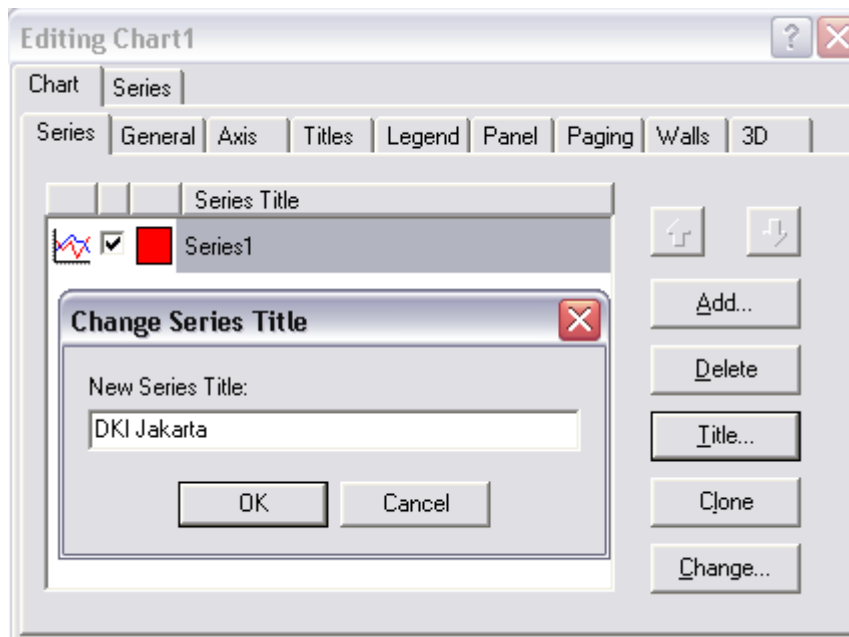 Editing Chart1
Chart Series
Series General Axis Titles Legend Panel Paging Walls 3D
Series Title
Series1
Change Series Title
New Series Title:
DKI Jakarta
OK Cancel
Add...
Delete
Title...
Clone
Change...